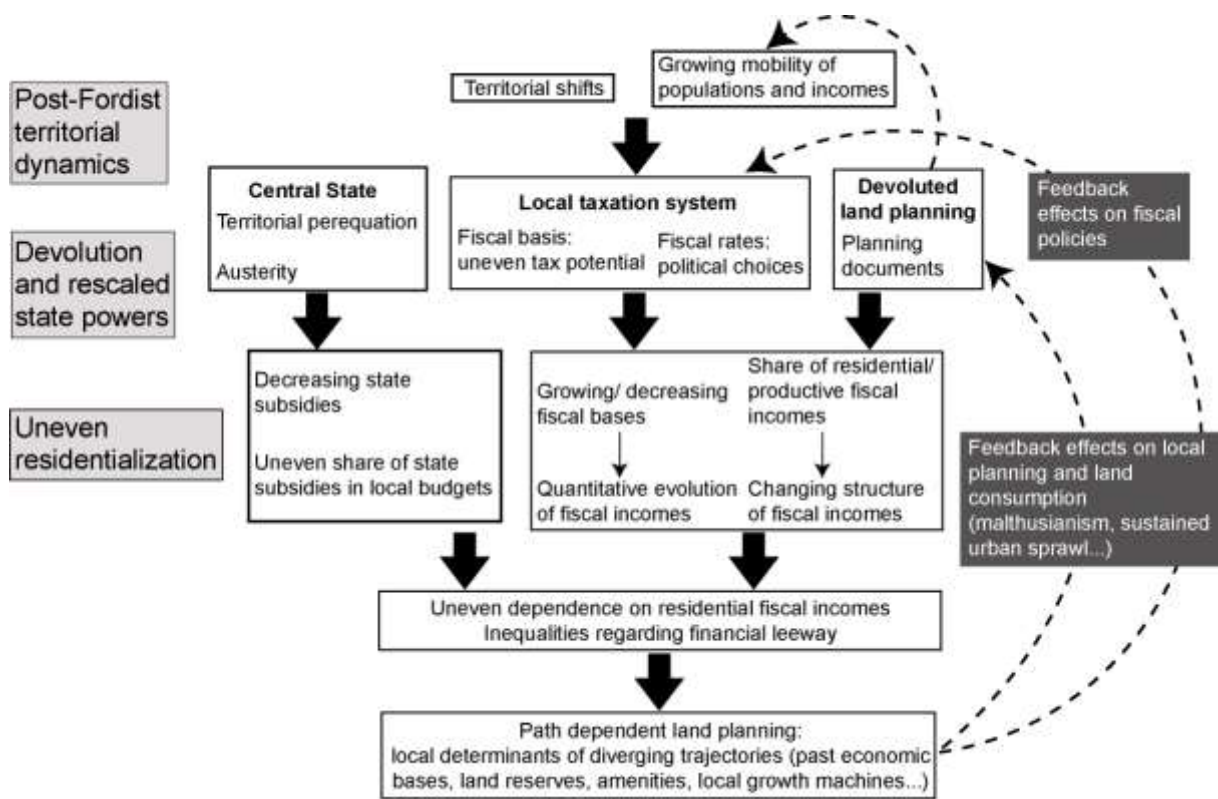 Post-Fordist
territorial
dynamics
Territorial shifts
Growing mobility of
populations and incomes
Devolution
and rescaled
state powers
Central State
Territorial perequation
Austerity
Local taxation system
Fiscal basis:
uneven tax potential
Fiscal rates:
political choices
Devoluted
land planning
Planning
documents
Feedback
effects on fiscal
policies
Uneven
residentialization
Decreasing state
subsidies
Uneven share of state
subsidies in local budgets
Growing/ decreasing
fiscal bases
Quantitative evolution
of fiscal incomes
Share of residential/
productive fiscal
incomes
Changing structure
of fiscal incomes
Feedback effects on local
planning and land
consumption
(malthusianism, sustained
urban sprawl...)
Uneven dependence on residential fiscal incomes
Inequalities regarding financial leeway
Path dependent land planning:
local determinants of diverging trajectories (past economic
bases, land reserves, amenities, local growth machines...)